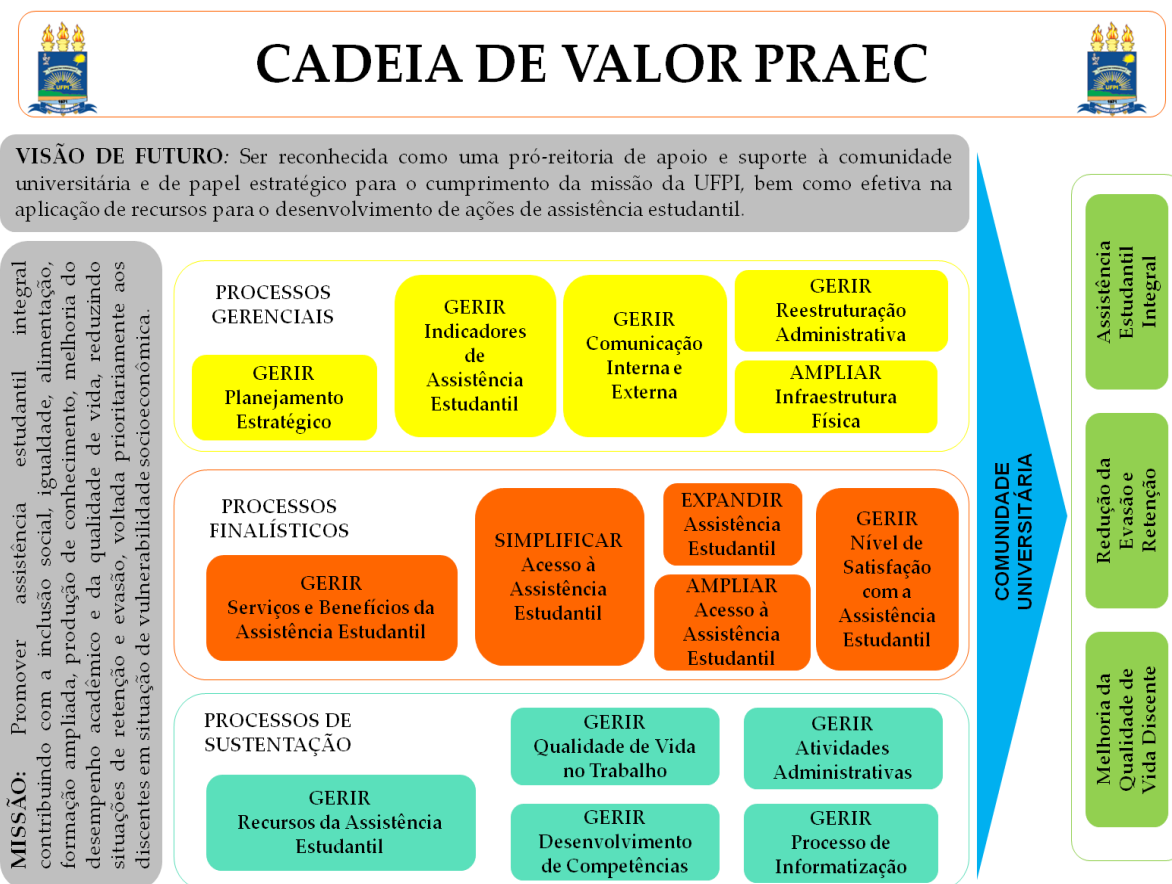 CADEIA DE VALOR PRAEC
UFPI
UFPI
VISÃO DE FUTURO: Ser reconhecida como uma pró-reitoria de apoio e suporte à comunidade
universitária e de papel estratégico para o cumprimento da missão da UFPI, bem como efetiva na
aplicação de recursos para o desenvolvimento de ações de assistência estudantil.
MISSÃO: Promover assistência estudantil integral
contribuindo com a inclusão social, igualdade, alimentação,
formação ampliada, produção de conhecimento, melhoria do
desempenho acadêmico e da qualidade de vida, reduzindo
situações de retenção e evasão, voltada prioritariamente aos
discentes em situação de vulnerabilidade socioeconômica.
PROCESSOS
GERENCIAIS
GERIR
Planejamento
Estratégico
GERIR
Indicadores
de
Assistência
Estudantil
GERIR
Comunicação
Interna e
Externa
GERIR
Reestruturação
Administrativa
AMPLIAR
Infraestrutura
Física
PROCESSOS
FINALÍSTICOS
GERIR
Serviços e Benefícios da
Assistência Estudantil
SIMPLIFICAR
Acesso à
Assistência
Estudantil
EXPANDIR
Assistência
Estudantil
AMPLIAR
Acesso à
Assistência
Estudantil
GERIR
Nível de
Satisfação
com a
Assistência
Estudantil
PROCESSOS DE
SUSTENTAÇÃO
GERIR
Recursos da Assistência
Estudantil
GERIR
Qualidade de Vida
no Trabalho
GERIR
Atividades
Administrativas
GERIR
Desenvolvimento
de Competências
GERIR
Processo de
Informatização
COMUNIDADE
UNIVERSITÁRIA
Assistência
Estudantil
Integral
Redução da
Evasão e
Retenção
Melhoria da
Qualidade de
Vida Discente